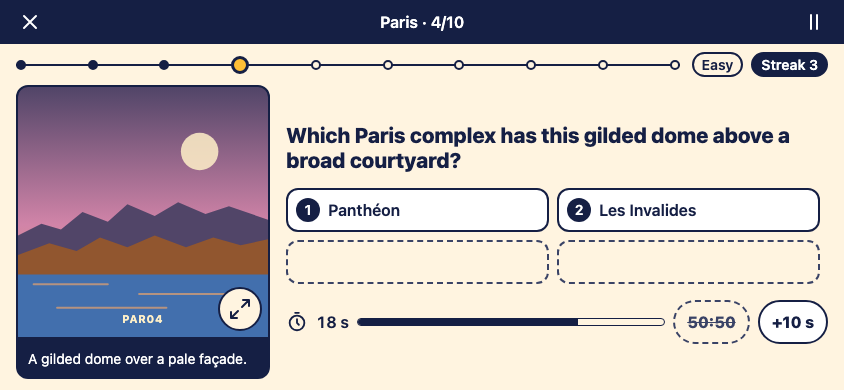 Paris · 4/10
Easy
Streak 3
PAR04
A gilded dome over a pale façade.
Which Paris complex has this gilded dome above a
broad courtyard?
1 Panthéon
2 Les Invalides
18 s
50:50
+10 s